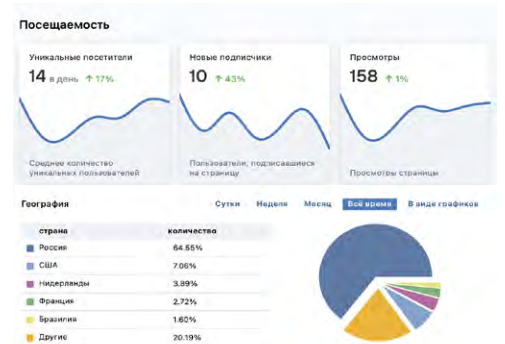 Посещаемость
Уникальные посетители
14 в день ↑ 17%
Среднее количество
уникальных пользователей
Новые подписчики
10 ↑ 43%
Пользователи, подписавшиеся
на страницу
Просмотры
158 ↑ 1%
Просмотры страницы
География
Сутки Неделя Месяц Всё время В виде графиков
страна количество
Россия 64.55%
США 7.06%
Нидерланды 3.89%
Франция 2.72%
Бразилия 1.60%
Другие 20.19%